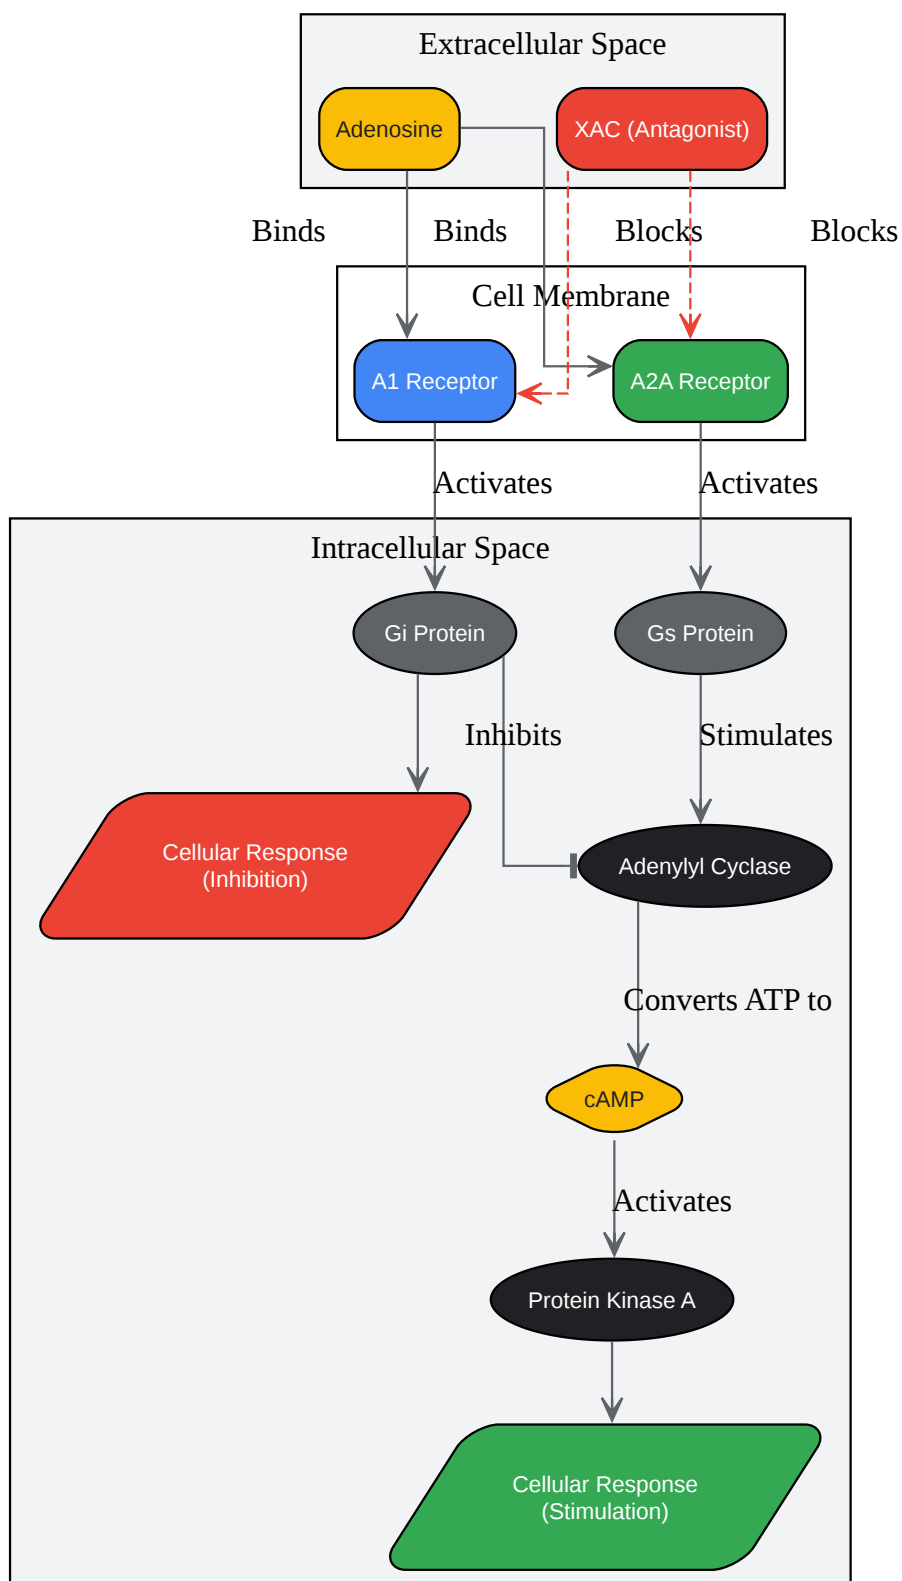 Extracellular Space
Adenosine
XAC (Antagonist)
Binds
Binds
Blocks
Blocks
Cell Membrane
A1 Receptor
A2A Receptor
Activates
Activates
Intracellular Space
Gi Protein
Gs Protein
Inhibits
Stimulates
Cellular Response
(Inhibition)
Adenylyl Cyclase
Converts ATP to
cAMP
Activates
Protein Kinase A
Cellular Response
(Stimulation)